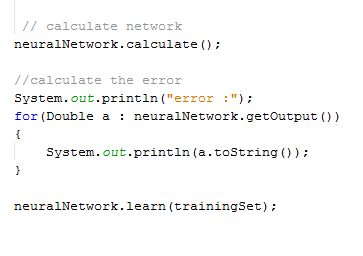 // calculate network
neuralNetwork.calculate();
//calculate the error
System.out.println("error :");
for(Double a : neuralNetwork.getOutput())
{
System.out.println(a.toString());
}
neuralNetwork.learn(trainingSet);